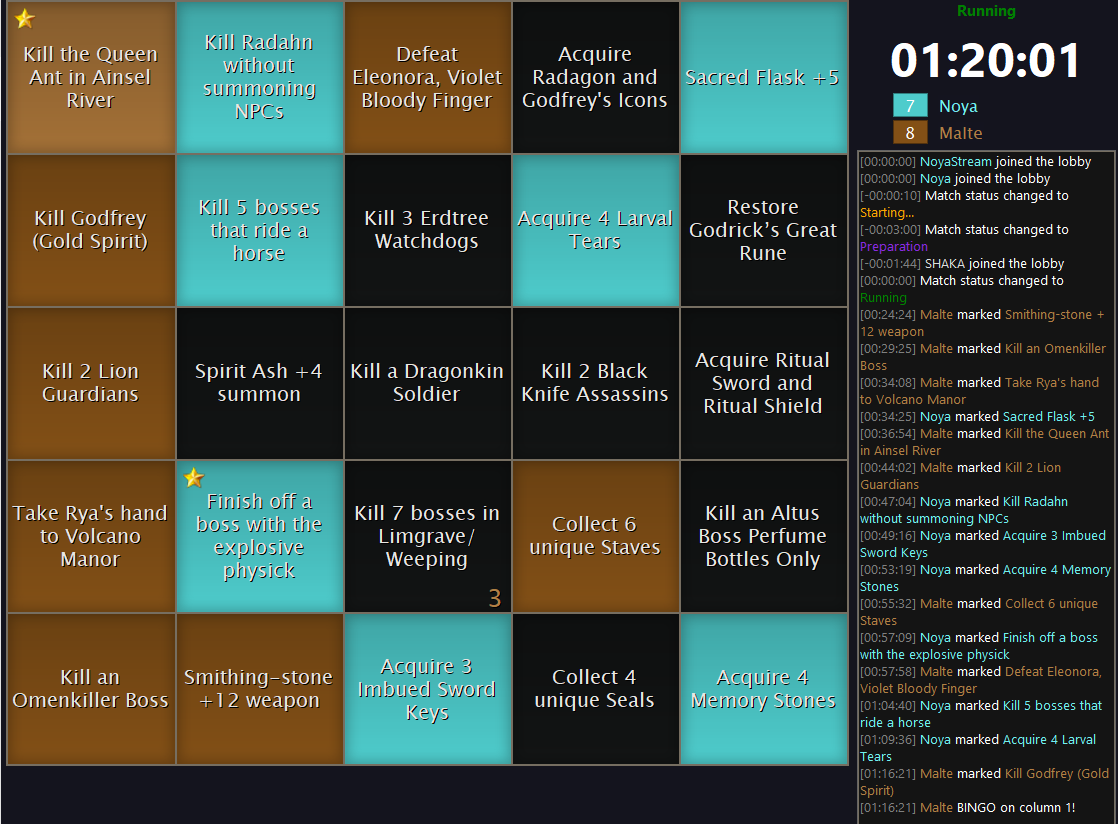 Kill the Queen
Ant in Ainsel
River
Kill Radahn
without
summoning
NPCs
Defeat
Eleonora, Violet
Bloody Finger
Acquire
Radagon and
Godfrey's Icons
Sacred Flask +5
Kill Godfrey
(Gold Spirit)
Kill 5 bosses
that ride a
horse
Kill 3 Erdtree
Watchdogs
Acquire 4 Larval
Tears
Restore
Godrick’s Great
Rune
Kill 2 Lion
Guardians
Spirit Ash +4
summon
Kill a Dragonkin
Soldier
Kill 2 Black
Knife Assassins
Acquire Ritual
Sword and
Ritual Shield
Take Rya's hand
to Volcano
Manor
Finish off a
boss with the
explosive
physick
Kill 7 bosses in
Limgrave/
Weeping
3
Collect 6
unique Staves
Kill an Altus
Boss Perfume
Bottles Only
Kill an
Omenkiller Boss
Smithing-stone
+12 weapon
Acquire 3
Imbued Sword
Keys
Collect 4
unique Seals
Acquire 4
Memory Stones
Running
01:20:01
7 Noya
8 Malte
[00:00:00] NoyaStream joined the lobby
[00:00:00] Noya joined the lobby
[-00:00:10] Match status changed to
Starting...
[-00:03:00] Match status changed to
Preparation
[-00:01:44] SHAKA joined the lobby
[00:00:00] Match status changed to
Running
[00:24:24] Malte marked Smithing-stone +
12 weapon
[00:29:25] Malte marked Kill an Omenkiller
Boss
[00:34:08] Malte marked Take Rya's hand
to Volcano Manor
[00:34:25] Noya marked Sacred Flask +5
[00:36:54] Malte marked Kill the Queen Ant
in Ainsel River
[00:44:02] Malte marked Kill 2 Lion
Guardians
[00:47:04] Noya marked Kill Radahn
without summoning NPCs
[00:49:16] Noya marked Acquire 3 Imbued
Sword Keys
[00:53:19] Noya marked Acquire 4 Memory
Stones
[00:55:32] Malte marked Collect 6 unique
Staves
[00:57:09] Noya marked Finish off a boss
with the explosive physick
[00:57:58] Malte marked Defeat Eleonora,
Violet Bloody Finger
[01:04:40] Noya marked Kill 5 bosses that
ride a horse
[01:09:36] Noya marked Acquire 4 Larval
Tears
[01:16:21] Malte marked Kill Godfrey (Gold
Spirit)
[01:16:21] Malte BINGO on column 1!